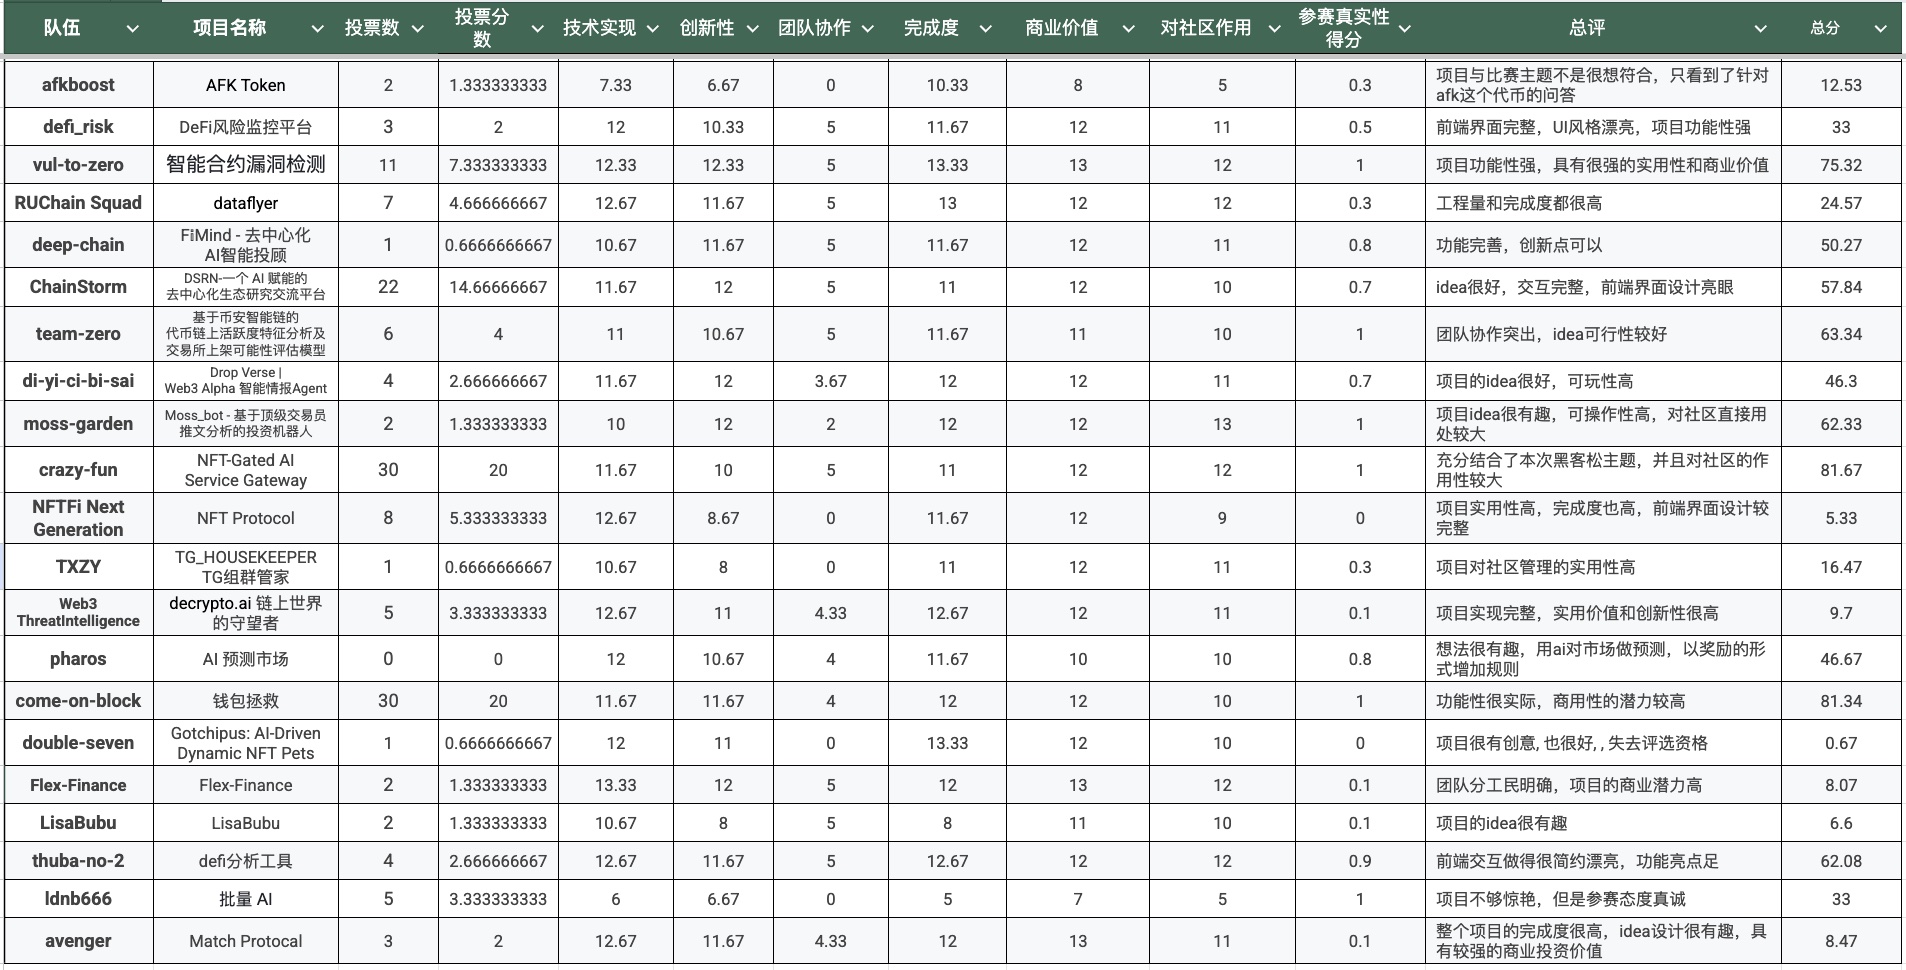 队伍 项目名称 投票数 投票分数 技术实现 创新性 团队协作 完成度 商业价值 对社区作用 参赛真实性得分 总评 总分
afkboost AFK Token 2 1.333333333 7.33 6.67 0 10.33 8 5 0.3 项目与比赛主题不是很想符合，只看到了针对afk这个代币的问答 12.53
defi_risk DeFi风险监控平台 3 2 12 10.33 5 11.67 12 11 0.5 前端界面完整，UI风格漂亮，项目功能性强 33
vul-to-zero 智能合约漏洞检测 11 7.333333333 12.33 12.33 5 13.33 13 12 1 项目功能性强，具有很强的实用性和商业价值 75.32
RUChain Squad dataflyer 7 4.666666667 12.67 11.67 5 13 12 12 0.3 工程量和完成度都很高 24.57
deep-chain FiMind - 去中心化AI智能投顾 1 0.6666666667 10.67 11.67 5 11.67 12 11 0.8 功能完善，创新点可以 50.27
ChainStorm DSRN-一个 AI 赋能的去中心化生态研究交流平台 22 14.66666667 11.67 12 5 11 12 10 0.7 idea很好，交互完整，前端界面设计亮眼 57.84
team-zero 基于币安智能链的代币链上活跃度特征分析及交易所上架可能性评估模型 6 4 11 10.67 5 11.67 11 10 1 团队协作突出，idea可行性较好 63.34
di-yi-ci-bi-sai Drop Verse | Web3 Alpha 智能情报Agent 4 2.666666667 11.67 12 3.67 12 12 11 0.7 项目的idea很好，可玩性高 46.3
moss-garden Moss_bot - 基于顶级交易员推文分析的投资机器人 2 1.333333333 10 12 2 12 12 13 1 项目idea很有趣，可操作性高，对社区直接用处较大 62.33
crazy-fun NFT-Gated AI Service Gateway 30 20 11.67 10 5 11 12 12 1 充分结合了本次黑客松主题，并且对社区的作用性较大 81.67
NFTFi Next Generation NFT Protocol 8 5.333333333 12.67 8.67 0 11.67 12 9 0 项目实用性高，完成度也高，前端界面设计较完整 5.33
TXZY TG_HOUSEKEEPER TG组群管家 1 0.6666666667 10.67 8 0 11 12 11 0.3 项目对社区管理的实用性高 16.47
Web3 ThreatIntelligence decrypto.ai 链上世界的守望者 5 3.333333333 12.67 11 4.33 12.67 12 11 0.1 项目实现完整，实用价值和创新性很高 9.7
pharos AI 预测市场 0 0 12 10.67 4 11.67 10 10 0.8 想法很有趣，用ai对市场做预测，以奖励的形式增加规则 46.67
come-on-block 钱包拯救 30 20 11.67 11.67 4 12 12 10 1 功能性很实际，商用性的潜力较高 81.34
double-seven Gotchipus: AI-Driven Dynamic NFT Pets 1 0.6666666667 12 11 0 13.33 12 10 0 项目很有创意, 也很好, , 失去评选资格 0.67
Flex-Finance Flex-Finance 2 1.333333333 13.33 12 5 12 13 12 0.1 团队分工民明确，项目的商业潜力高 8.07
LisaBubu LisaBubu 2 1.333333333 10.67 8 5 8 11 10 0.1 项目的idea很有趣 6.6
thuba-no-2 defi分析工具 4 2.666666667 12.67 11.67 5 12.67 12 12 0.9 前端交互做得很简约漂亮，功能亮点足 62.08
ldnb666 批量 AI 5 3.333333333 6 6.67 0 5 7 5 1 项目不够惊艳，但是参赛态度真诚 33
avenger Match Protocal 3 2 12.67 11.67 4.33 12 13 11 0.1 整个项目的完成度很高，idea设计很有趣，具有较强的商业投资价值 8.47